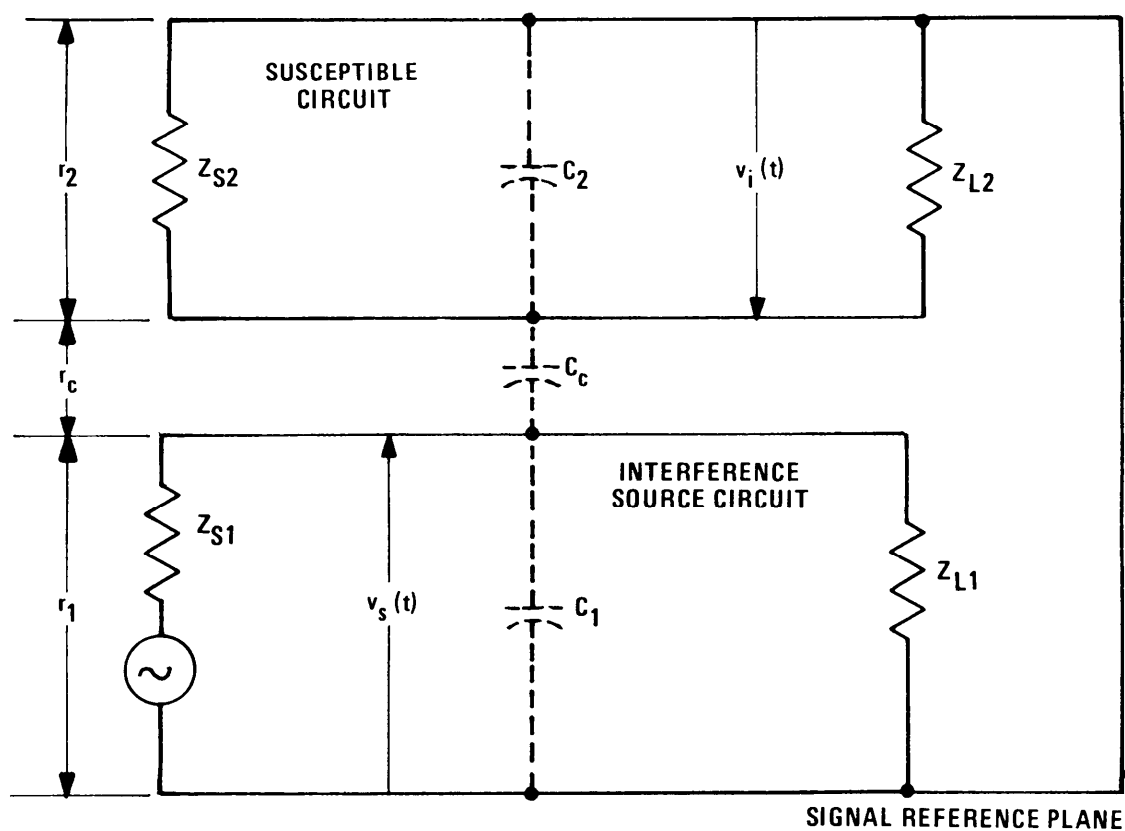 SUSCEPTIBLE
CIRCUIT
r2
ZS2
C2
vi(t)
ZL2
rc
Cc
INTERFERENCE
SOURCE CIRCUIT
ZS1
r1
vs(t)
C1
ZL1
SIGNAL REFERENCE PLANE